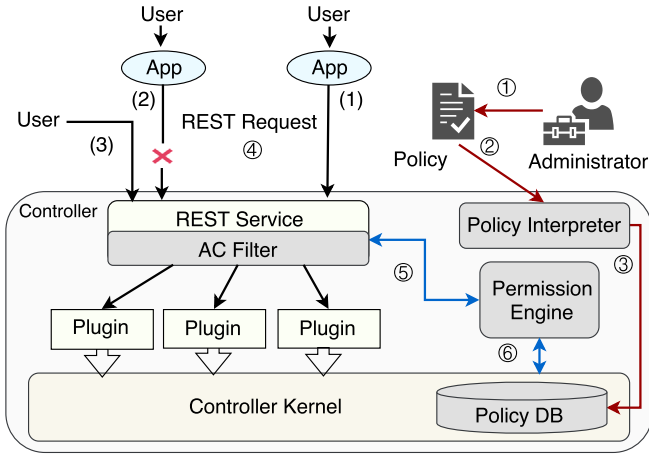 User
User
App
App
(2)
(1)
①
User
(3)
REST Request
④
②
Policy
Administrator
Controller
REST Service
AC Filter
Policy Interpreter
③
⑤
Permission
Engine
Plugin
Plugin
Plugin
⑥
Controller Kernel
Policy DB